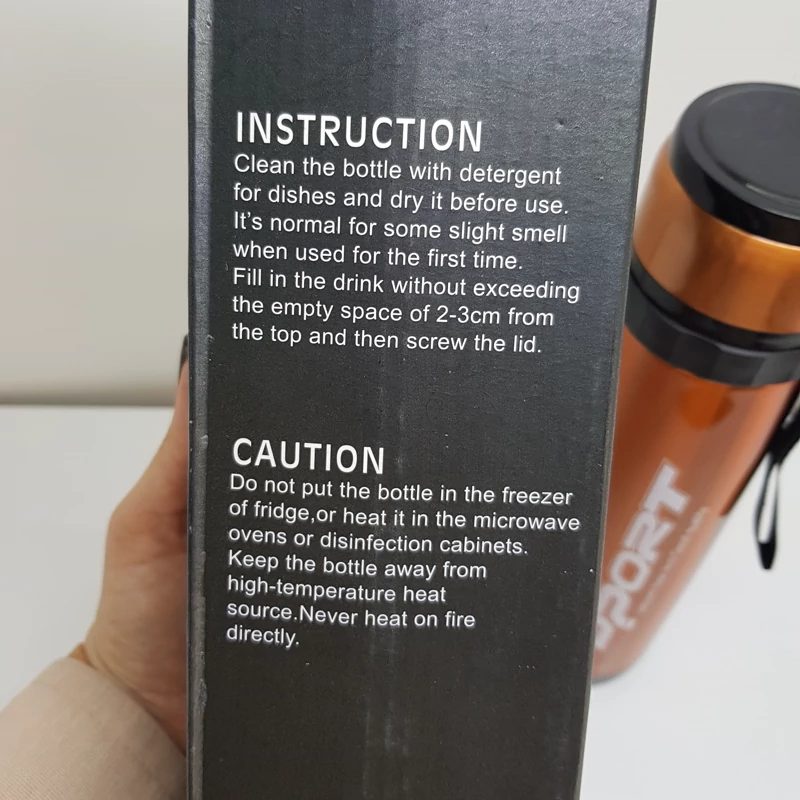 INSTRUCTION
Clean the bottle with detergent
for dishes and dry it before use.
It's normal for some slight smell
when used for the first time.
Fill in the drink without exceeding
the empty space of 2-3cm from
the top and then screw the lid.
CAUTION
Do not put the bottle in the freezer
of fridge,or heat it in the microwave
ovens or disinfection cabinets.
Keep the bottle away from
high-temperature heat
source.Never heat on fire
directly.
SPORT